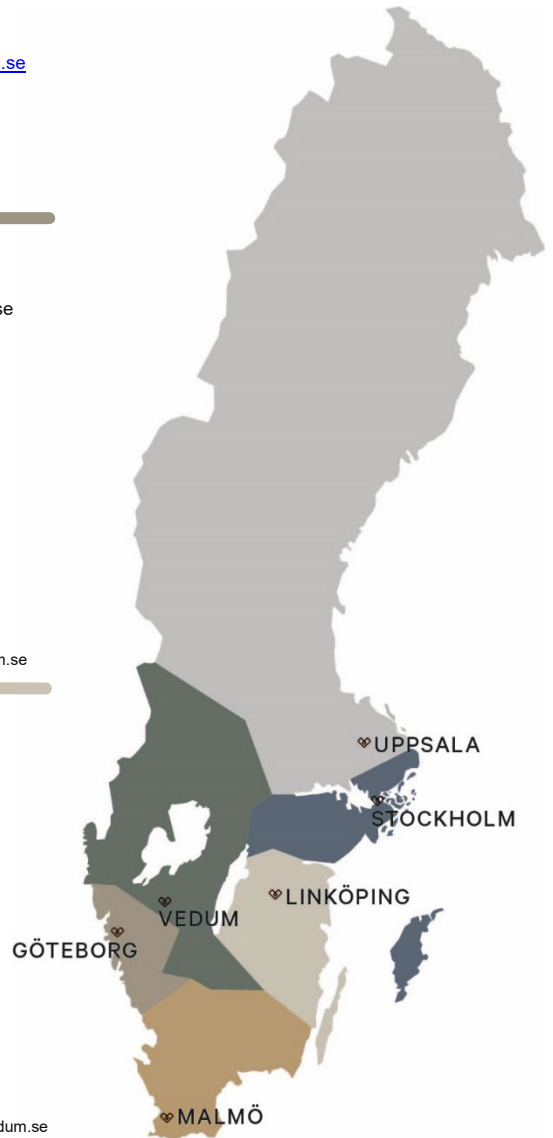 .se
se
m.se
UPPSALA
STOCKHOLM
LINKÖPING
VEDUM
GÖTEBORG
MALMÖ
dum.se